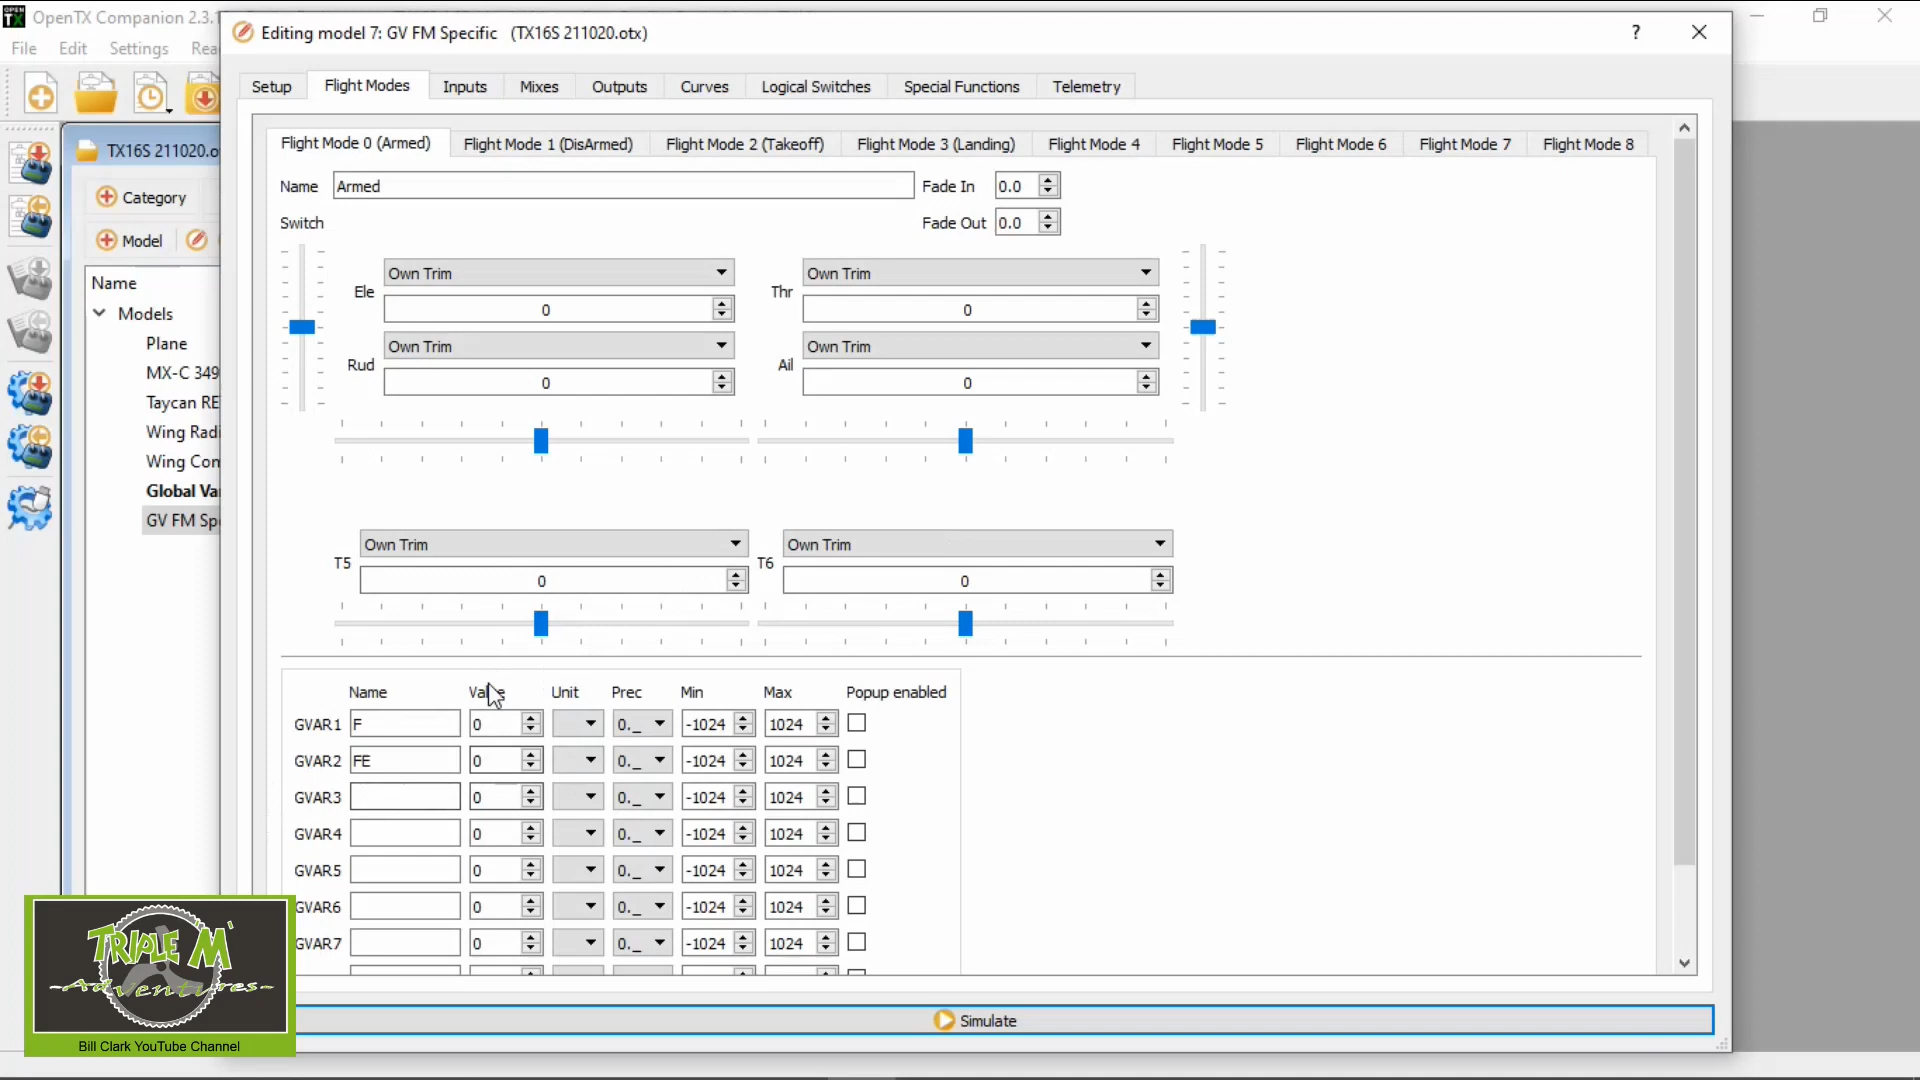 OpenTX Companion 2.3.1
Editing model 7: GV FM Specific (TX16S 211020.otx)
?
File Edit Settings Rea
Setup Flight Modes Inputs Mixes Outputs Curves Logical Switches Special Functions Telemetry
TX16S 211020.o
Flight Mode 0 (Armed) Flight Mode 1 (DisArmed) Flight Mode 2 (Takeoff) Flight Mode 3 (Landing) Flight Mode 4 Flight Mode 5 Flight Mode 6 Flight Mode 7 Flight Mode 8
Category
Model
Name
Models
Plane
MX-C 349
Taycan RE
Wing Radi
Wing Con
Global Va
GV FM Sp
Name Armed Fade In 0.0
Switch Fade Out 0.0
Own Trim Own Trim
Ele 0 Thr 0
Own Trim Own Trim
Rud 0 Ail 0
Own Trim Own Trim
T5 0 T6 0
Name Value Unit Prec Min Max Popup enabled
GVAR1 F 0 0._ -1024 1024
GVAR2 FE 0 0._ -1024 1024
GVAR3 0 0._ -1024 1024
GVAR4 0 0._ -1024 1024
GVAR5 0 0._ -1024 1024
GVAR6 0 0._ -1024 1024
GVAR7 0 0._ -1024 1024
Simulate
TRIPLE M
-Adventures-
Bill Clark YouTube Channel